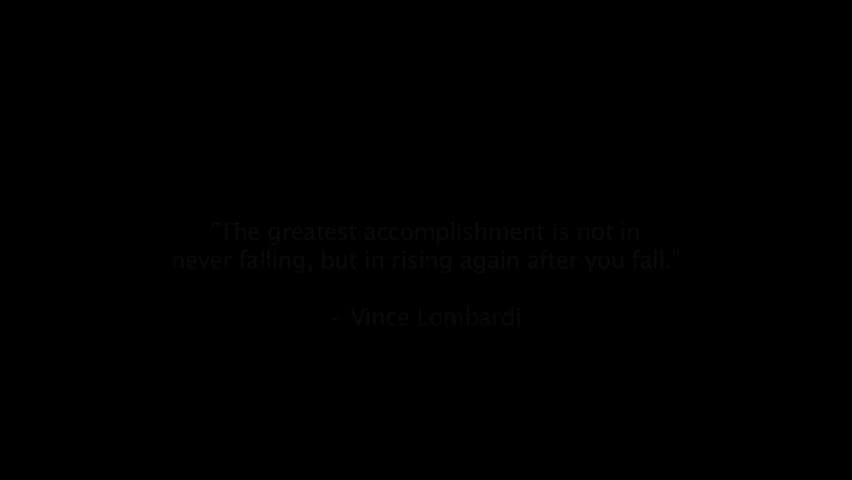 "The greatest accomplishment is not in
never falling, but in rising again after you fall."
- Vince Lombardi